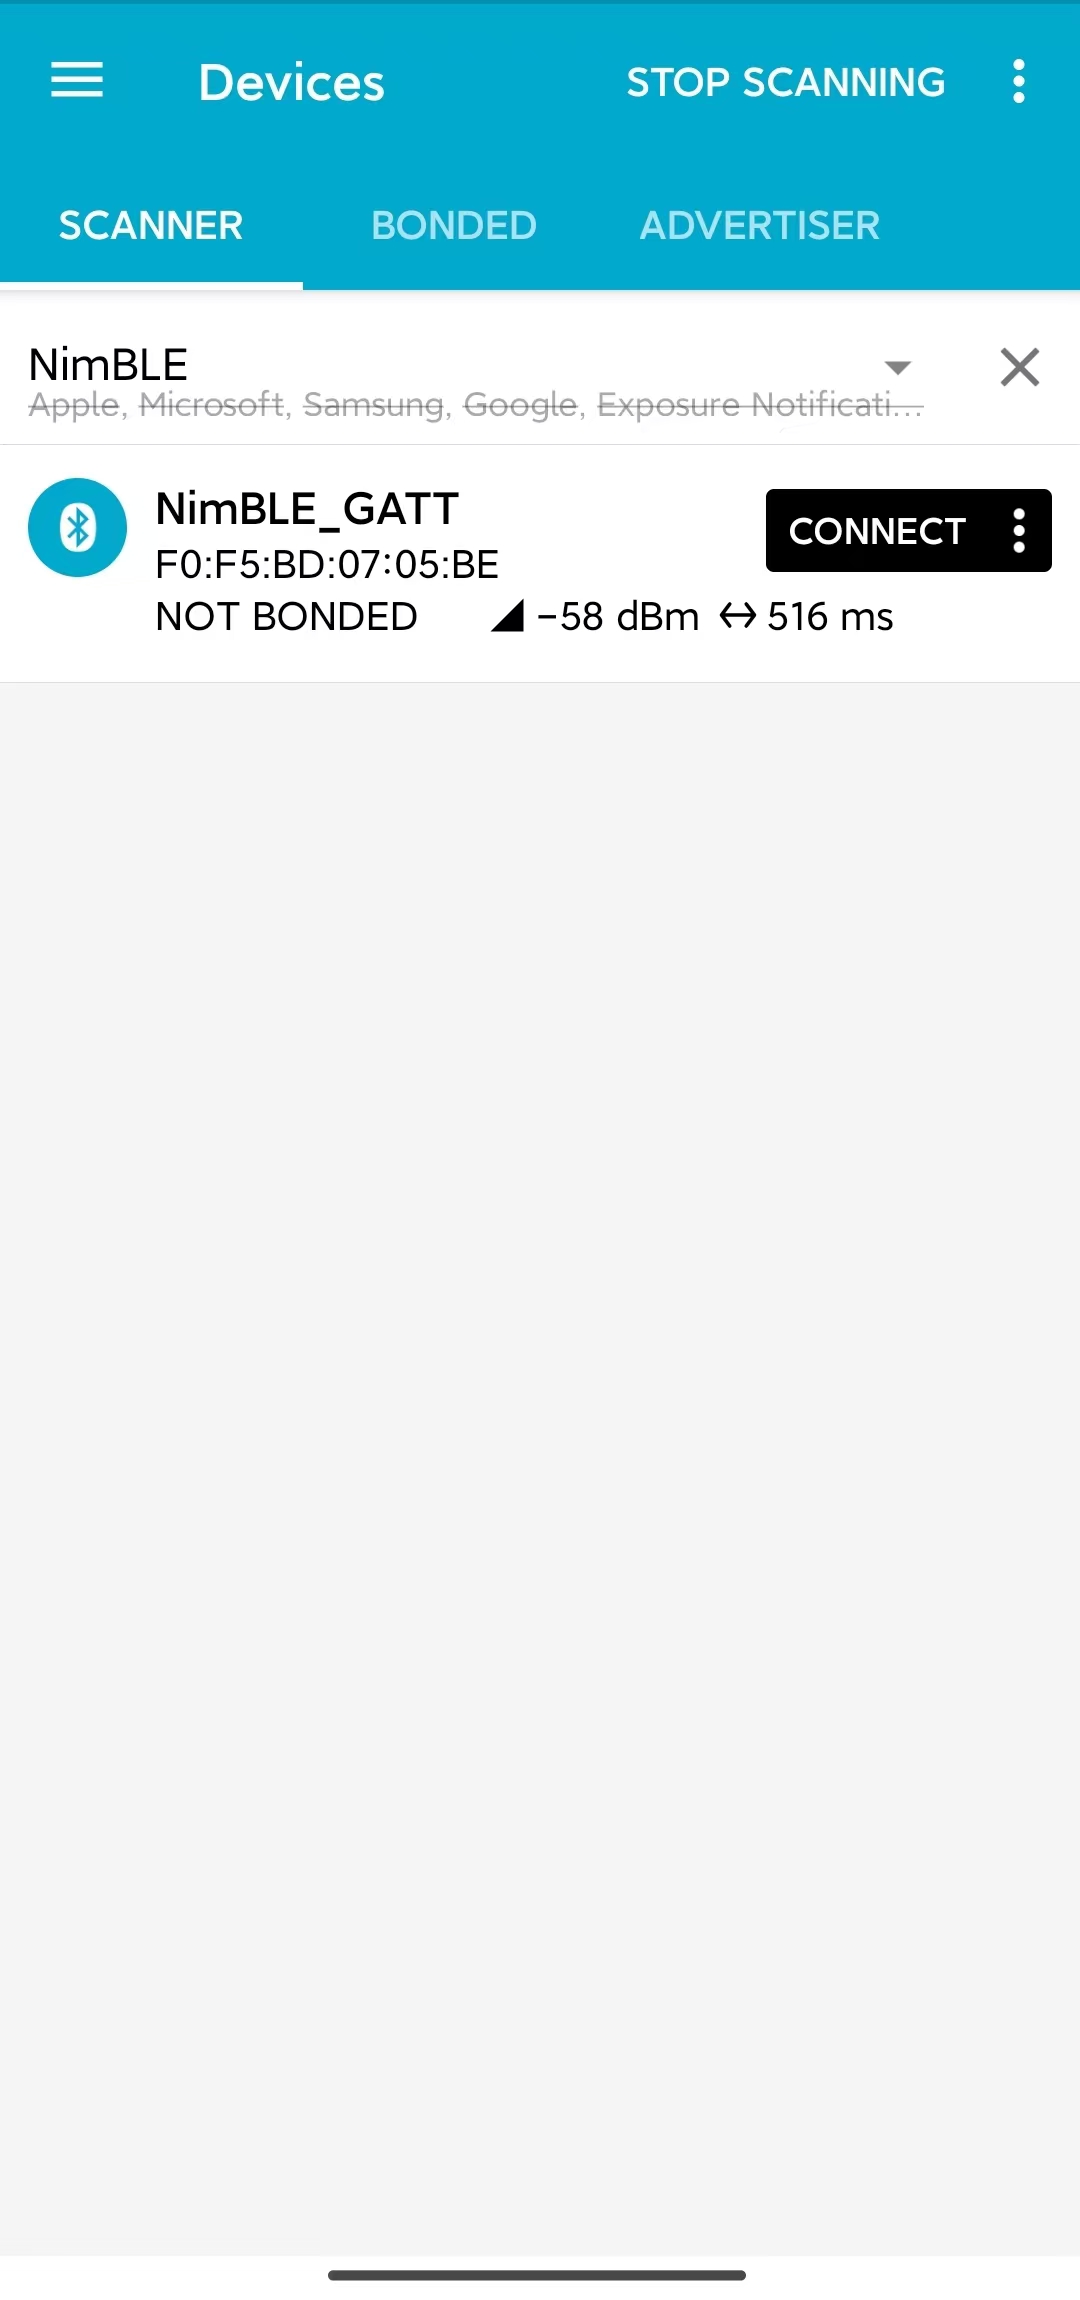 Devices STOP SCANNING
SCANNER BONDED ADVERTISER
NimBLE
Apple, Microsoft, Samsung, Google, Exposure Notificati...
NimBLE_GATT
CONNECT
F0:F5:BD:07:05:BE
NOT BONDED -58 dBm ↔ 516 ms